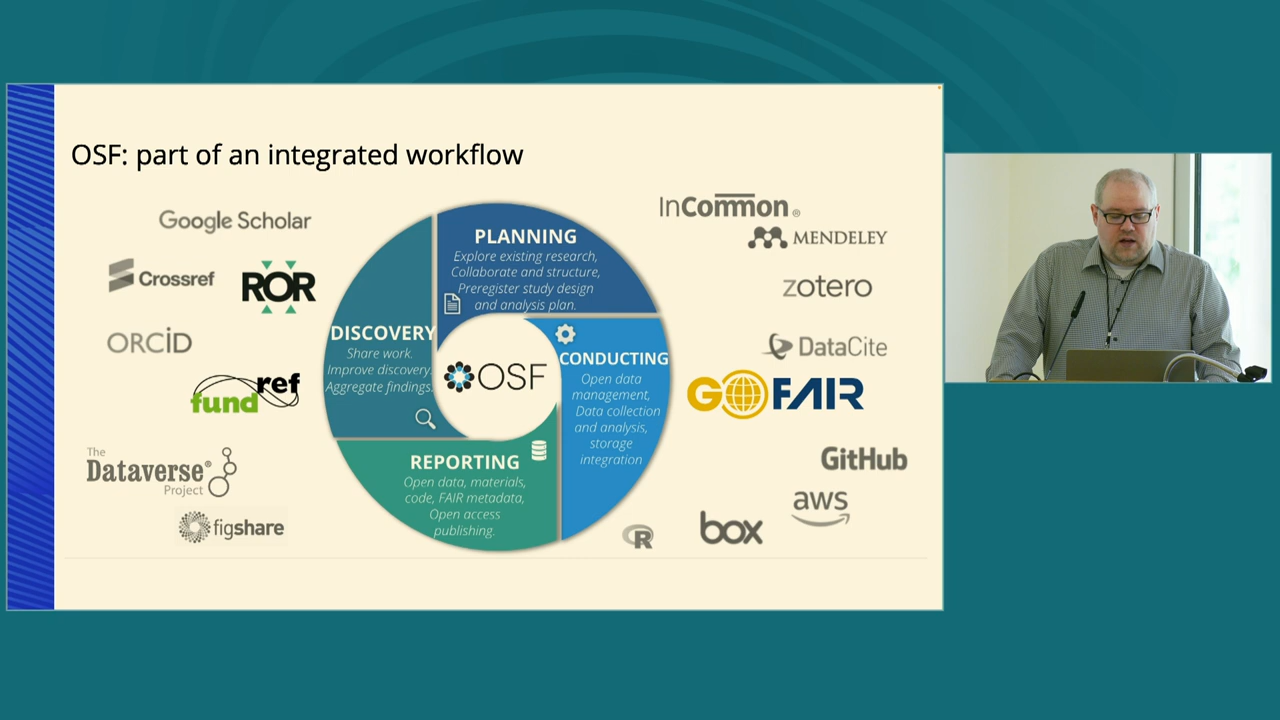 OSF: part of an integrated workflow
Google Scholar
Crossref
ROR
ORCID
fundref
The
Dataverse®
Project
figshare
PLANNING
Explore existing research,
Collaborate and structure,
Preregister study design
and analysis plan.
DISCOVERY
Share work.
Improve discovery.
Aggregate findings.
OSF
CONDUCTING
Open data
management,
Data collection
and analysis,
storage
integration
REPORTING
Open data, materials,
code, FAIR metadata,
Open access
publishing.
InCommon®
MENDELEY
zotero
DataCite
GO FAIR
GitHub
aws
box
R